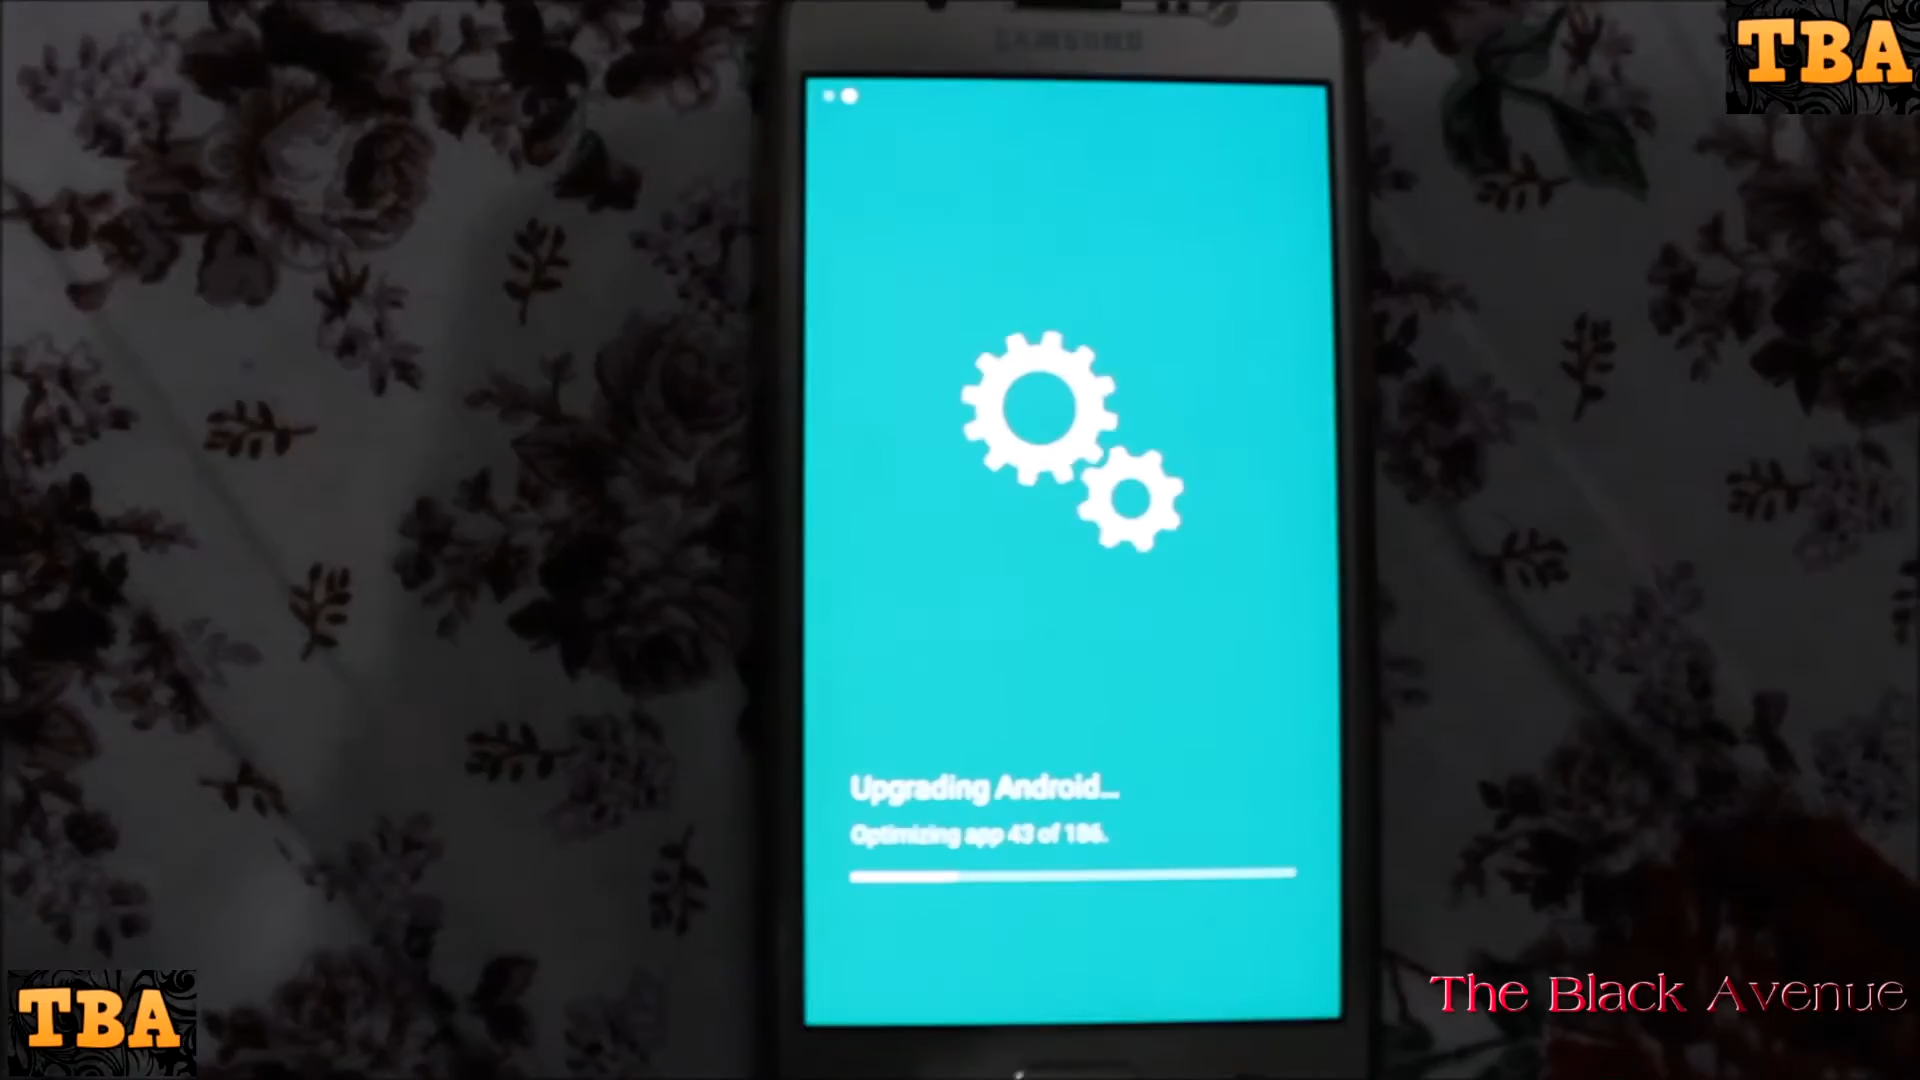 SAMSUNG
TBA
Upgrading Android...
Optimizing app 43 of 186.
TBA
The Black Avenue